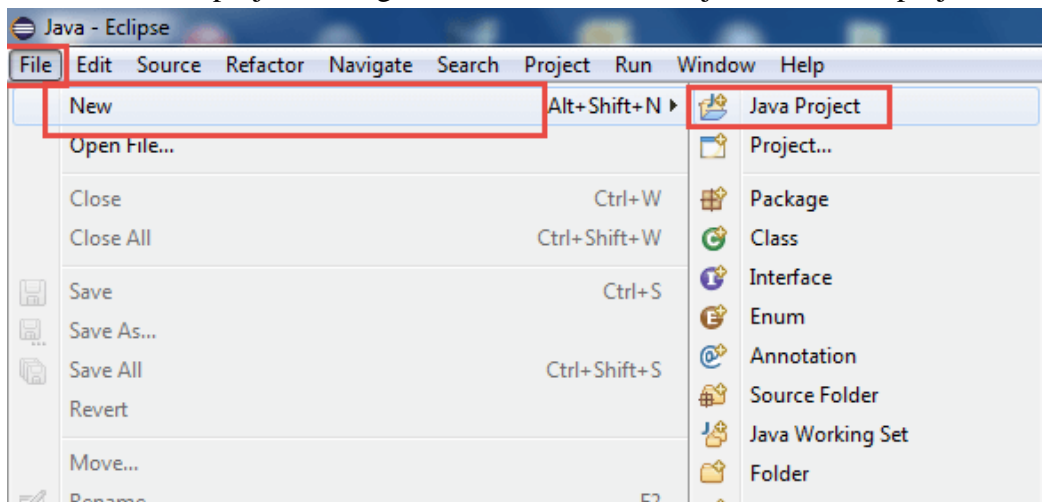 Java - Eclipse
File Edit Source Refactor Navigate Search Project Run Window Help
New Alt+Shift+N
Open File...
Close Ctrl+W
Close All Ctrl+Shift+W
Save Ctrl+S
Save As...
Save All Ctrl+Shift+S
Revert
Move...
Rename... F2
Java Project
Project...
Package
Class
Interface
Enum
Annotation
Source Folder
Java Working Set
Folder